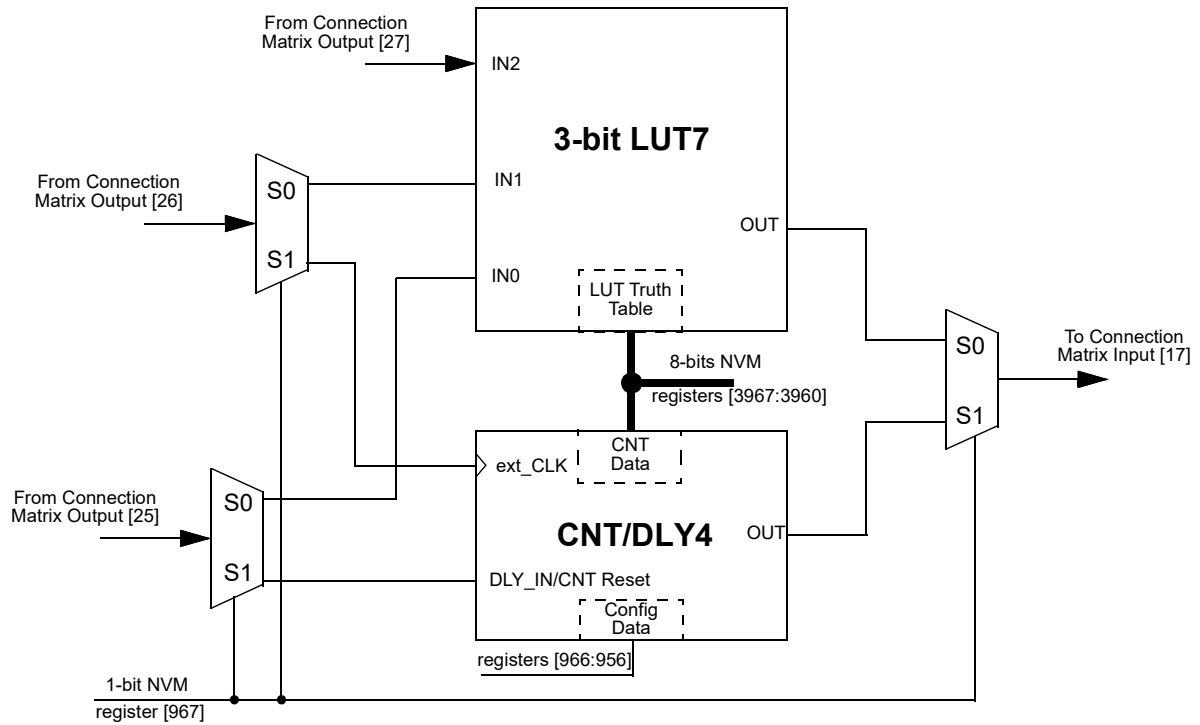 From Connection
Matrix Output [27]
IN2
3-bit LUT7
From Connection
Matrix Output [26]
S0
S1
IN1
IN0
OUT
LUT Truth
Table
8-bits NVM
registers [3967:3960]
S0
S1
To Connection
Matrix Input [17]
From Connection
Matrix Output [25]
S0
S1
ext_CLK
CNT
Data
CNT/DLY4
OUT
DLY_IN/CNT Reset
Config
Data
registers [966:956]
1-bit NVM
register [967]